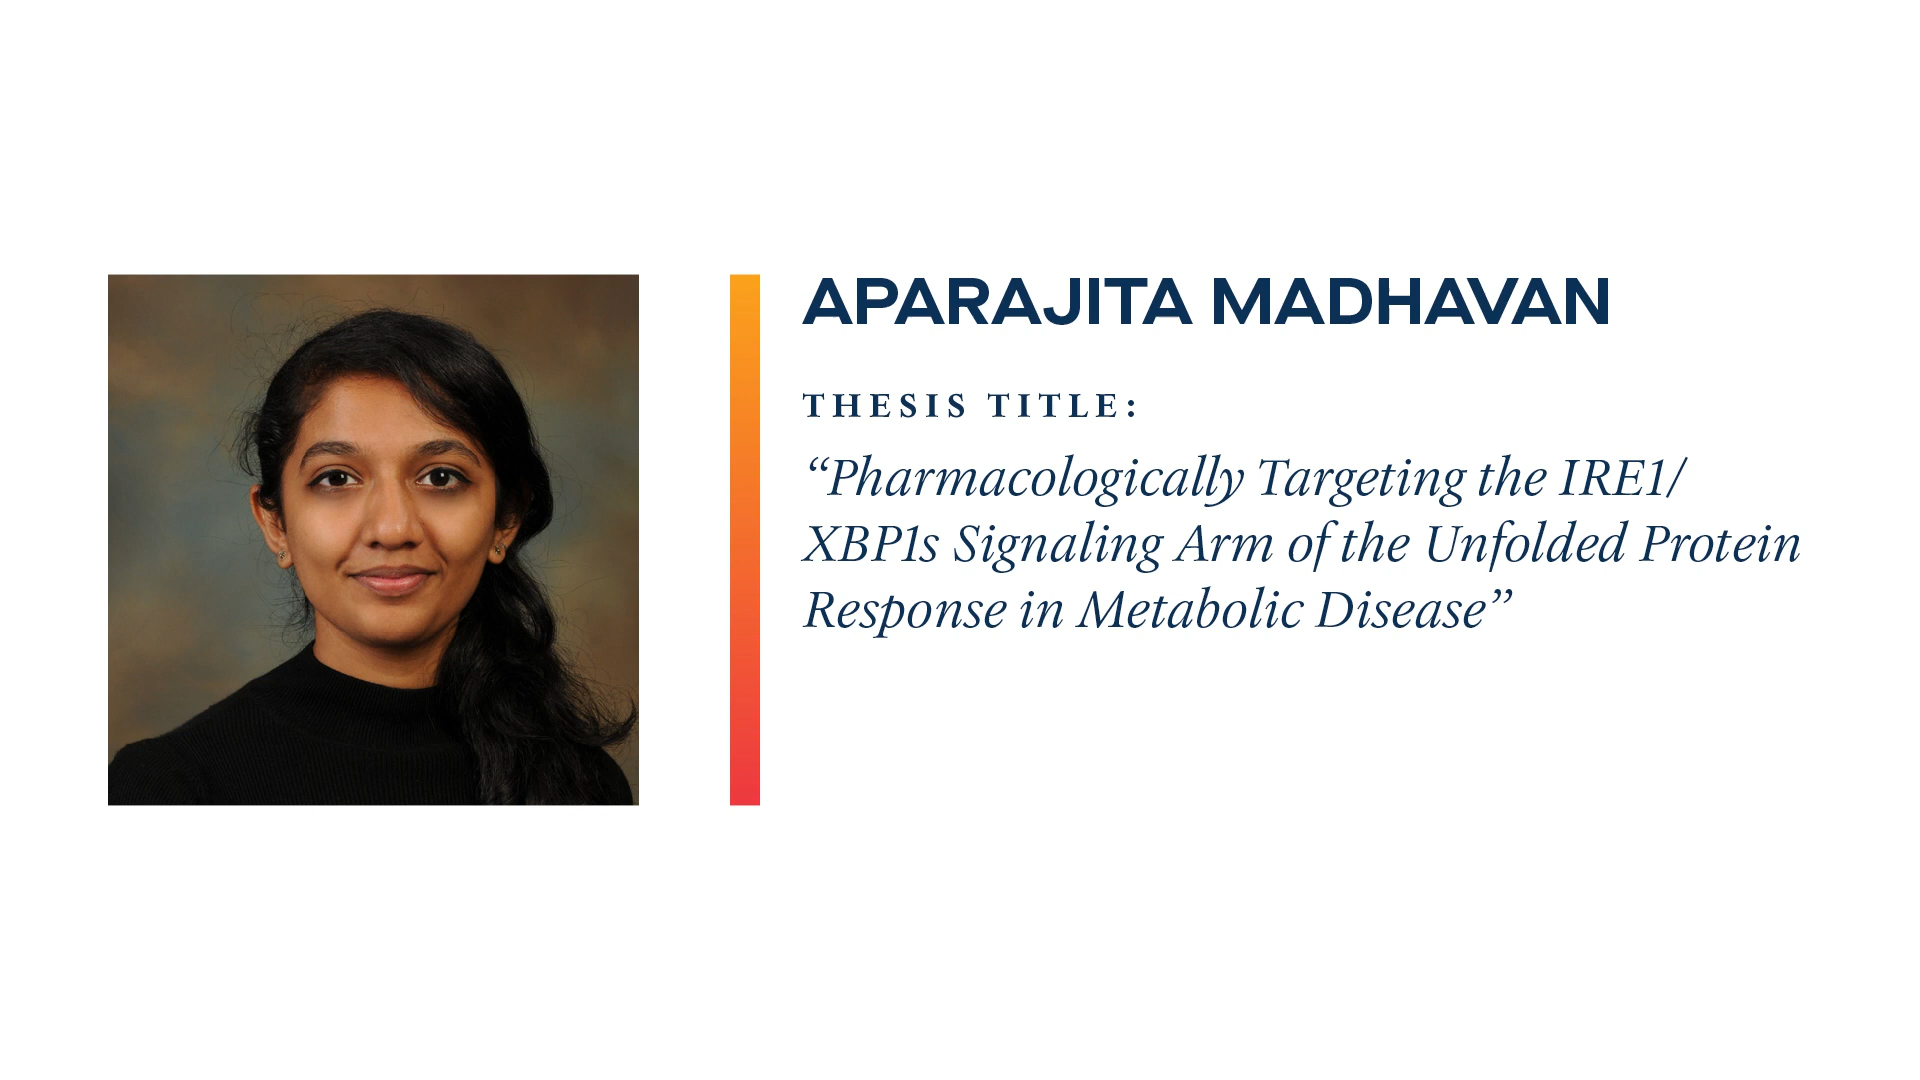 APARAJITA MADHAVAN
THESIS TITLE:
“Pharmacologically Targeting the IRE1/
XBP1s Signaling Arm of the Unfolded Protein
Response in Metabolic Disease”